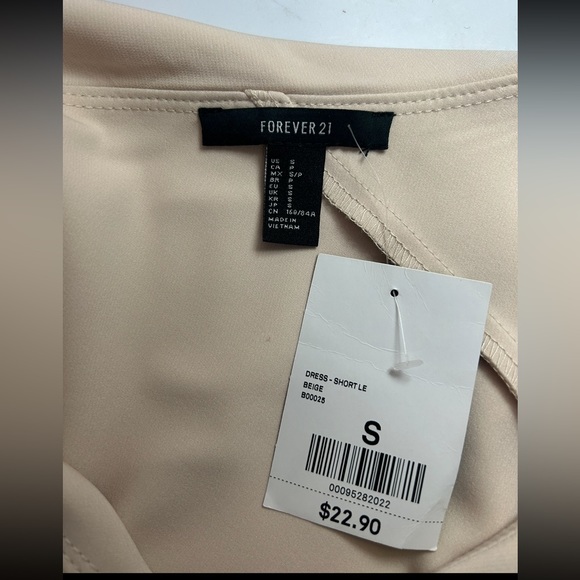 FOREVER 21
US S
CA P
MX S/P
BR P
EU S
UK S
KR S
JP S
CN 160/84A
MADE IN
VIETNAM
DRESS - SHORT LE
BEIGE
B00025
S
00095282022
$22.90